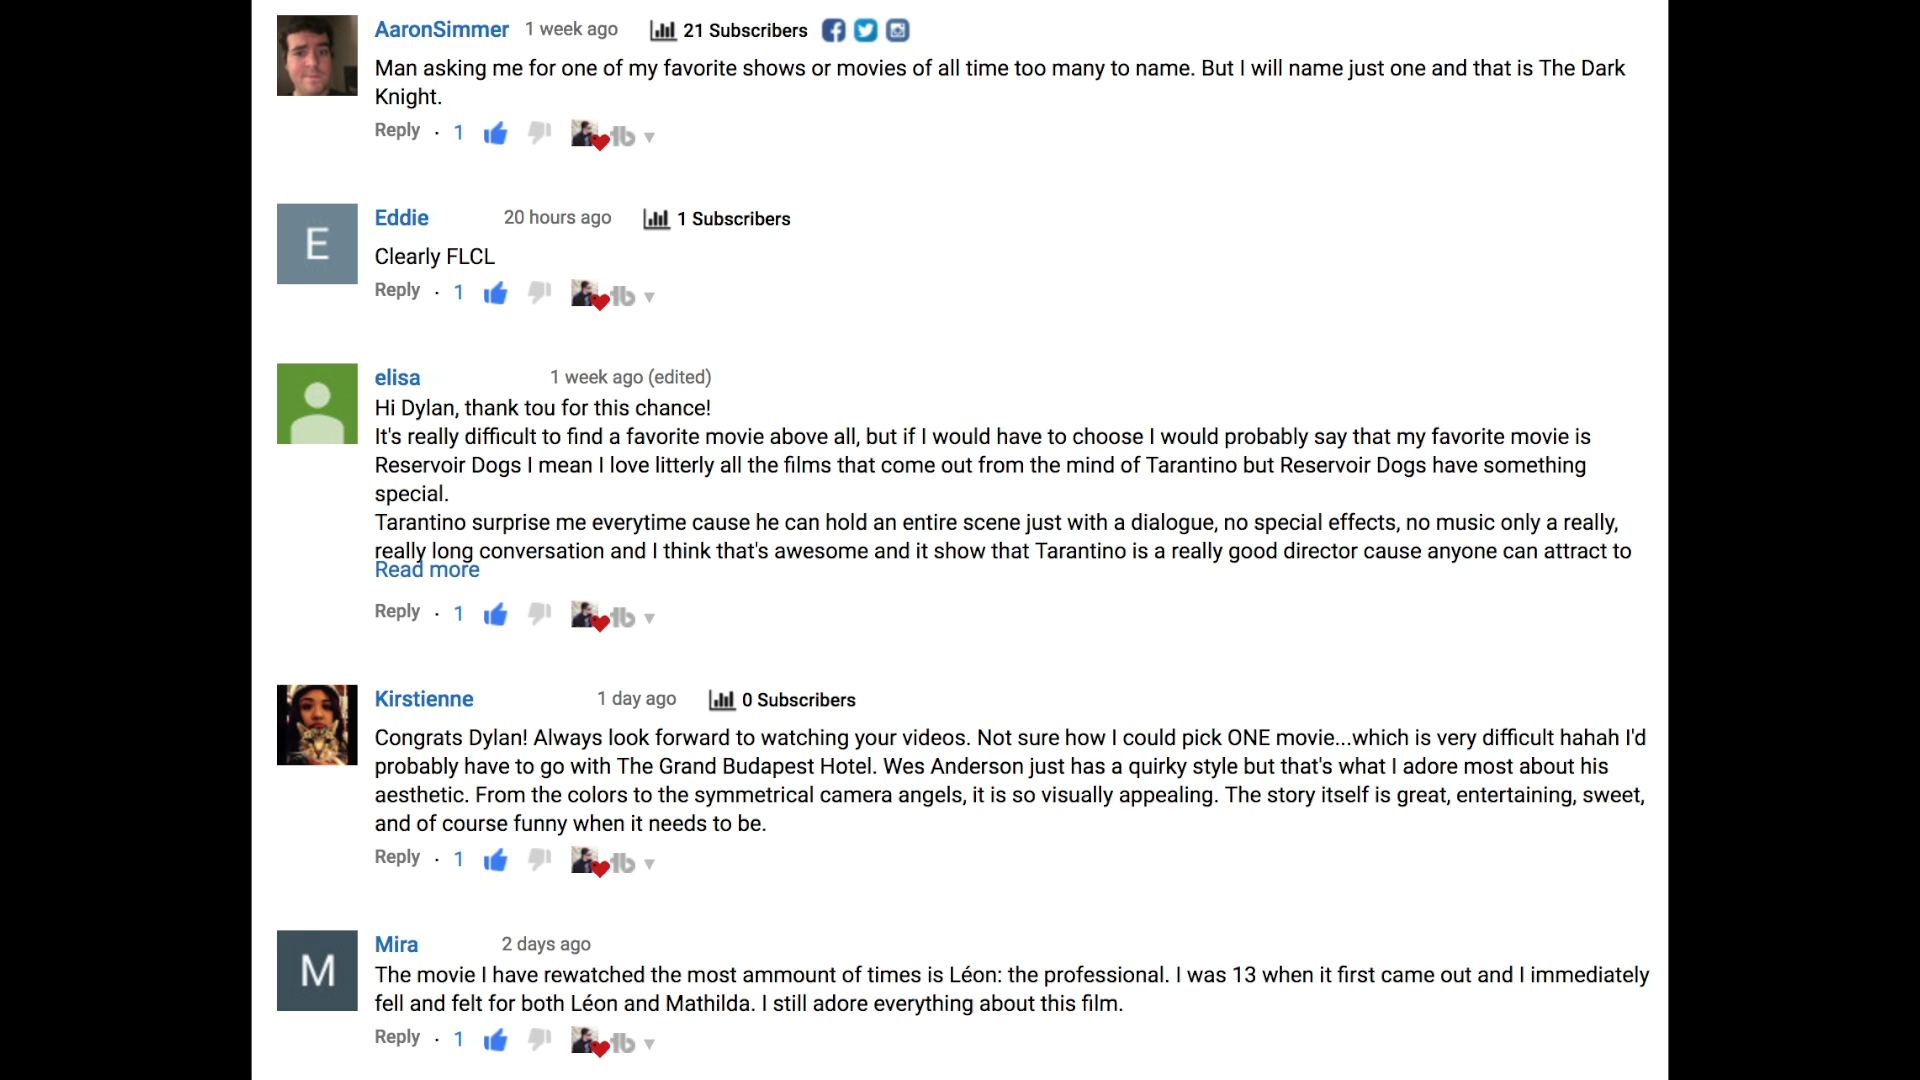 AaronSimmer 1 week ago 21 Subscribers
Man asking me for one of my favorite shows or movies of all time too many to name. But I will name just one and that is The Dark
Knight.
Reply · 1
E
Eddie 20 hours ago 1 Subscribers
Clearly FLCL
Reply · 1
elisa 1 week ago (edited)
Hi Dylan, thank tou for this chance!
It's really difficult to find a favorite movie above all, but if I would have to choose I would probably say that my favorite movie is
Reservoir Dogs I mean I love litterly all the films that come out from the mind of Tarantino but Reservoir Dogs have something
special.
Tarantino surprise me everytime cause he can hold an entire scene just with a dialogue, no special effects, no music only a really,
really long conversation and I think that's awesome and it show that Tarantino is a really good director cause anyone can attract to
Read more
Reply · 1
Kirstienne 1 day ago 0 Subscribers
Congrats Dylan! Always look forward to watching your videos. Not sure how I could pick ONE movie...which is very difficult hahah I'd
probably have to go with The Grand Budapest Hotel. Wes Anderson just has a quirky style but that's what I adore most about his
aesthetic. From the colors to the symmetrical camera angels, it is so visually appealing. The story itself is great, entertaining, sweet,
and of course funny when it needs to be.
Reply · 1
M
Mira 2 days ago
The movie I have rewatched the most ammount of times is Léon: the professional. I was 13 when it first came out and I immediately
fell and felt for both Léon and Mathilda. I still adore everything about this film.
Reply · 1